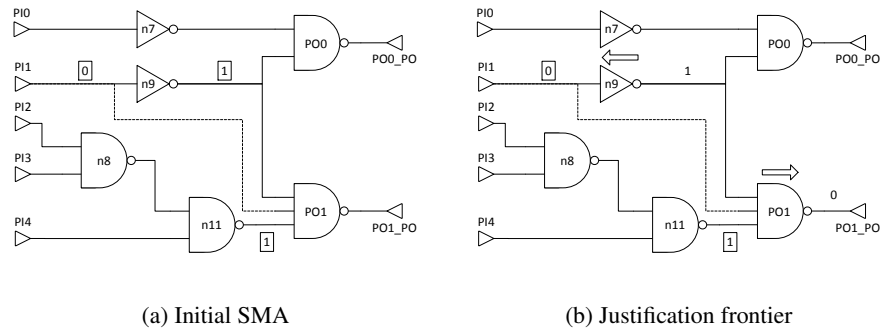 PI0
n7
PO0
PO0_PO
PI1
0
n9
1
PI2
PI3
n8
PI4
n11
1
PO1
PO1_PO
(a) Initial SMA
PI0
n7
PO0
PO0_PO
PI1
0
n9
1
PI2
PI3
n8
PI4
n11
1
PO1
0
PO1_PO
(b) Justification frontier